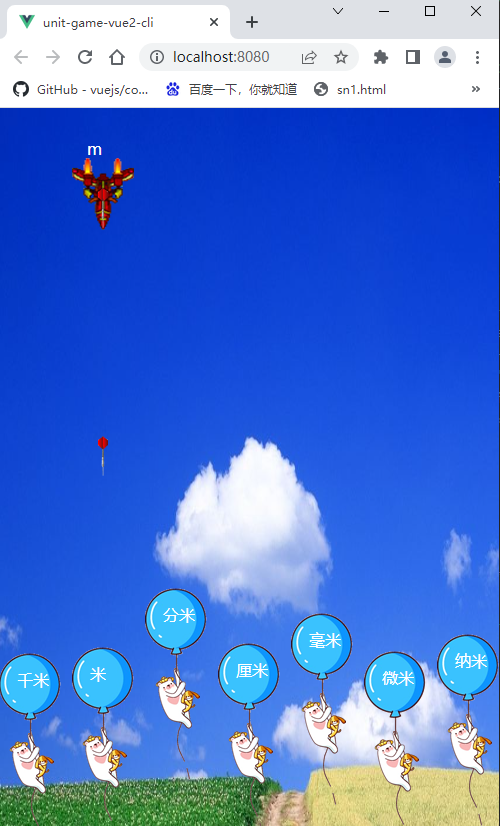 unit-game-vue2-cli
localhost:8080
GitHub - vuejs/co... 百度一下，你就知道 sn1.html
m
分米
毫米
千米 米 厘米 微米 纳米